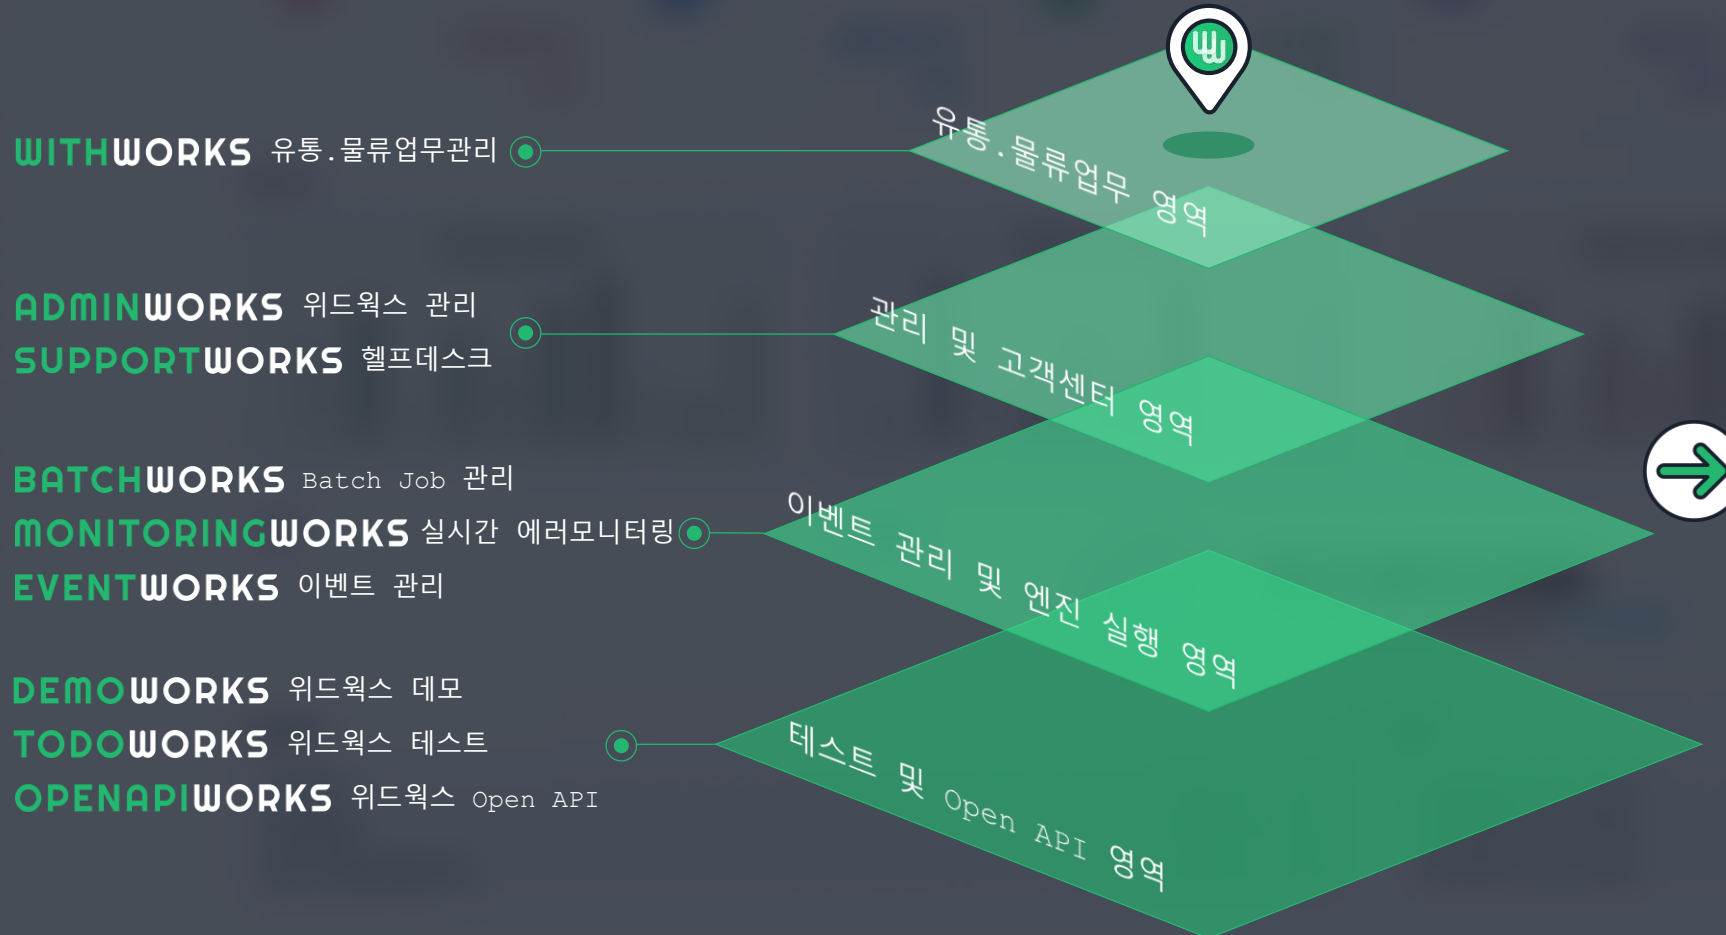 WITHWORKS 유통.물류업무관리
유통.물류업무 영역
ADMINWORKS 위드웍스 관리
SUPPORTWORKS 헬프데스크
관리 및 고객센터 영역
BATCHWORKS Batch Job 관리
MONITORINGWORKS 실시간 에러모니터링
EVENTWORKS 이벤트 관리
이벤트 관리 및 엔진 실행 영역
DEMOWORKS 위드웍스 데모
TODOWORKS 위드웍스 테스트
OPENAPIWORKS 위드웍스 Open API
테스트 및 Open API 영역